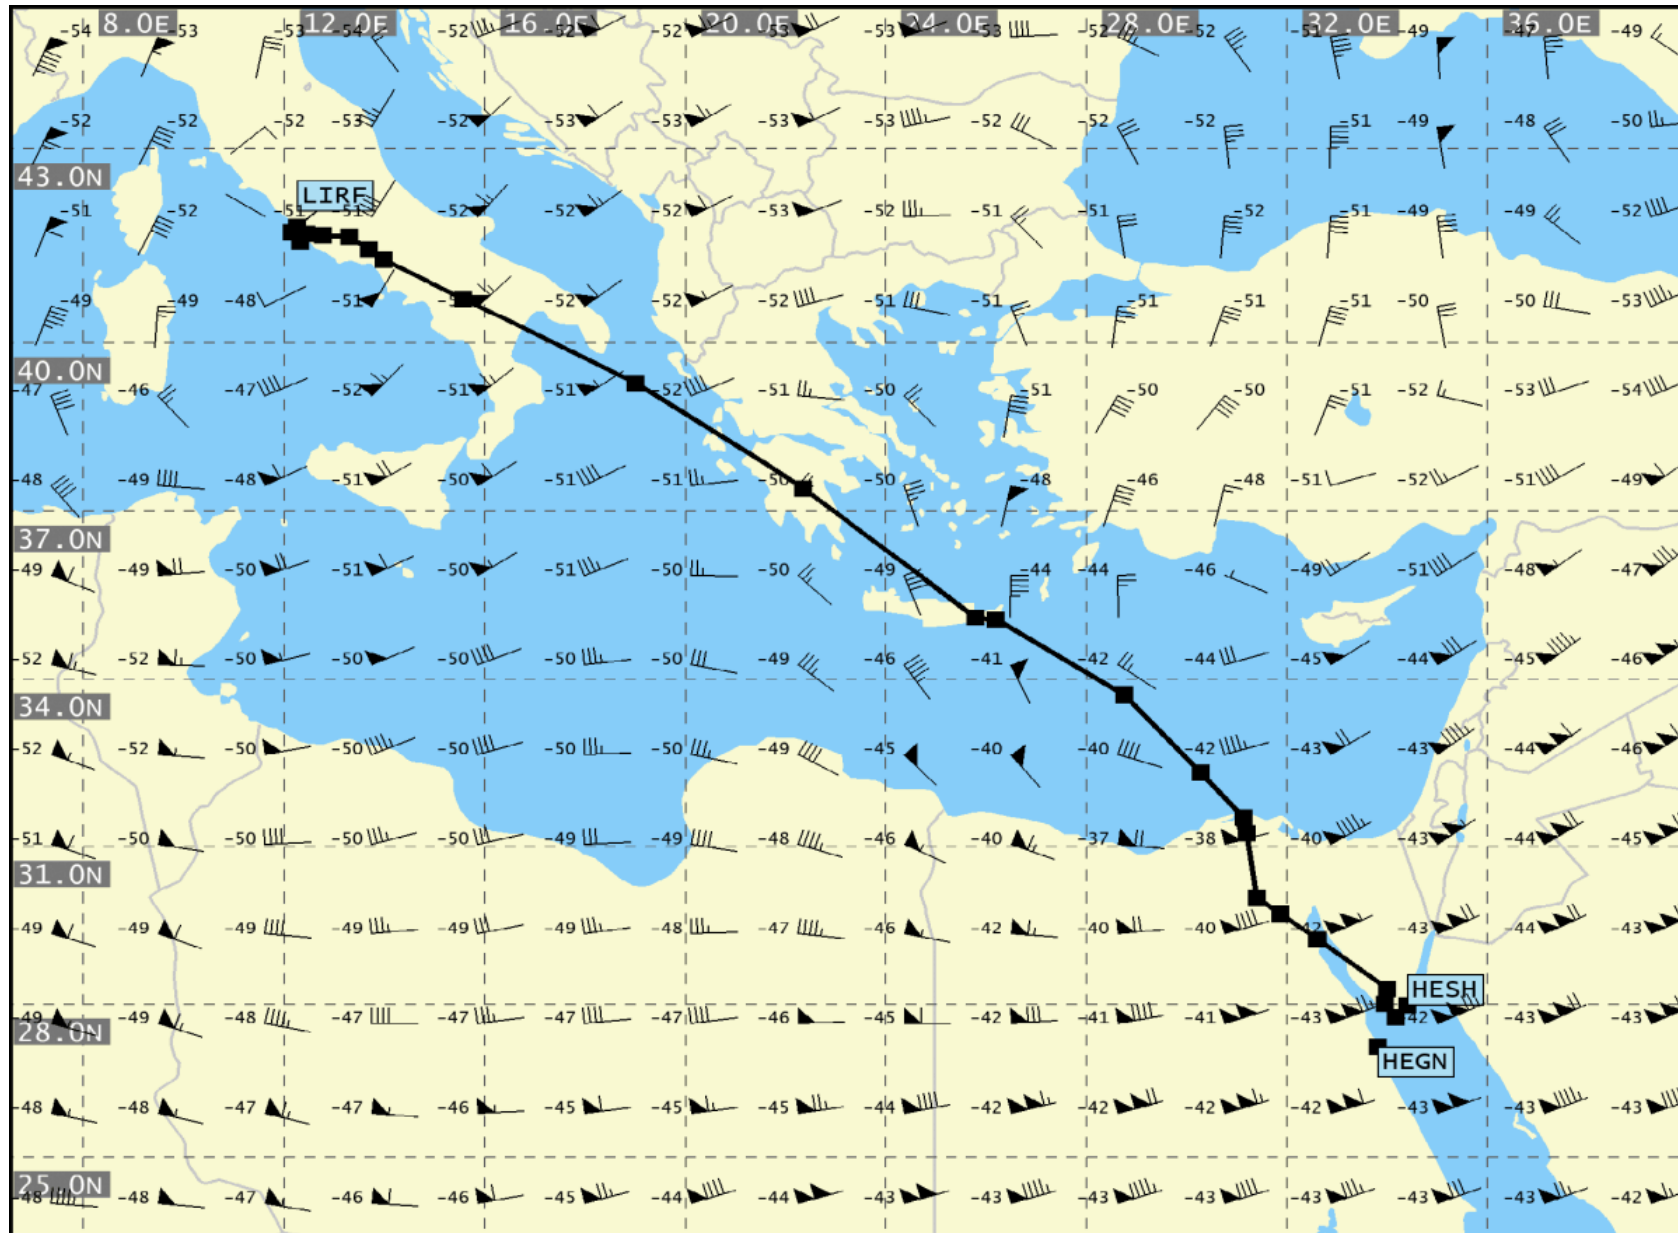 8.0E 12.0E 16.0E 20.0E 24.0E 28.0E 32.0E 36.0E
-54 -53 -53 -54 -52 -52 -52 -53 -53 -52 -52 -51 -49 -47 -49
-52 -52 -52 -53 -52 -53 -53 -53 -53 -52 -52 -52 -51 -49 -48 -50
43.0N
LIRF
-51 -52 -51 -51 -52 -52 -52 -53 -52 -51 -51 -52 -51 -49 -49 -52
-49 -49 -48 -51 -52 -52 -52 -51 -51 -51 -51 -51 -50 -50 -53
40.0N
-47 -46 -47 -52 -51 -51 -52 -51 -50 -51 -50 -50 -51 -52 -53 -54
-48 -49 -48 -51 -50 -51 -50 -50 -50 -48 -46 -48 -51 -52 -51 -49
37.0N
-49 -49 -50 -51 -50 -51 -50 -50 -49 -44 -44 -46 -49 -51 -48 -47
-52 -52 -50 -50 -50 -50 -50 -49 -46 -41 -42 -44 -45 -44 -45 -46
34.0N
-52 -52 -50 -50 -50 -50 -50 -49 -45 -40 -40 -42 -43 -43 -44 -46
-51 -50 -50 -50 -50 -49 -49 -48 -46 -40 -37 -38 -40 -43 -44 -45
31.0N
-49 -49 -49 -49 -49 -49 -48 -47 -46 -42 -40 -40 -42 -43 -44 -43
HESH
-49 -49 -48 -47 -47 -47 -47 -46 -45 -42 -41 -41 -43 -42 -43 -43
28.0N
HEGN
-48 -48 -47 -47 -46 -45 -45 -45 -44 -42 -42 -42 -42 -43 -43 -43
25.0N
-48 -48 -47 -46 -46 -45 -44 -44 -43 -43 -43 -43 -43 -43 -43 -42